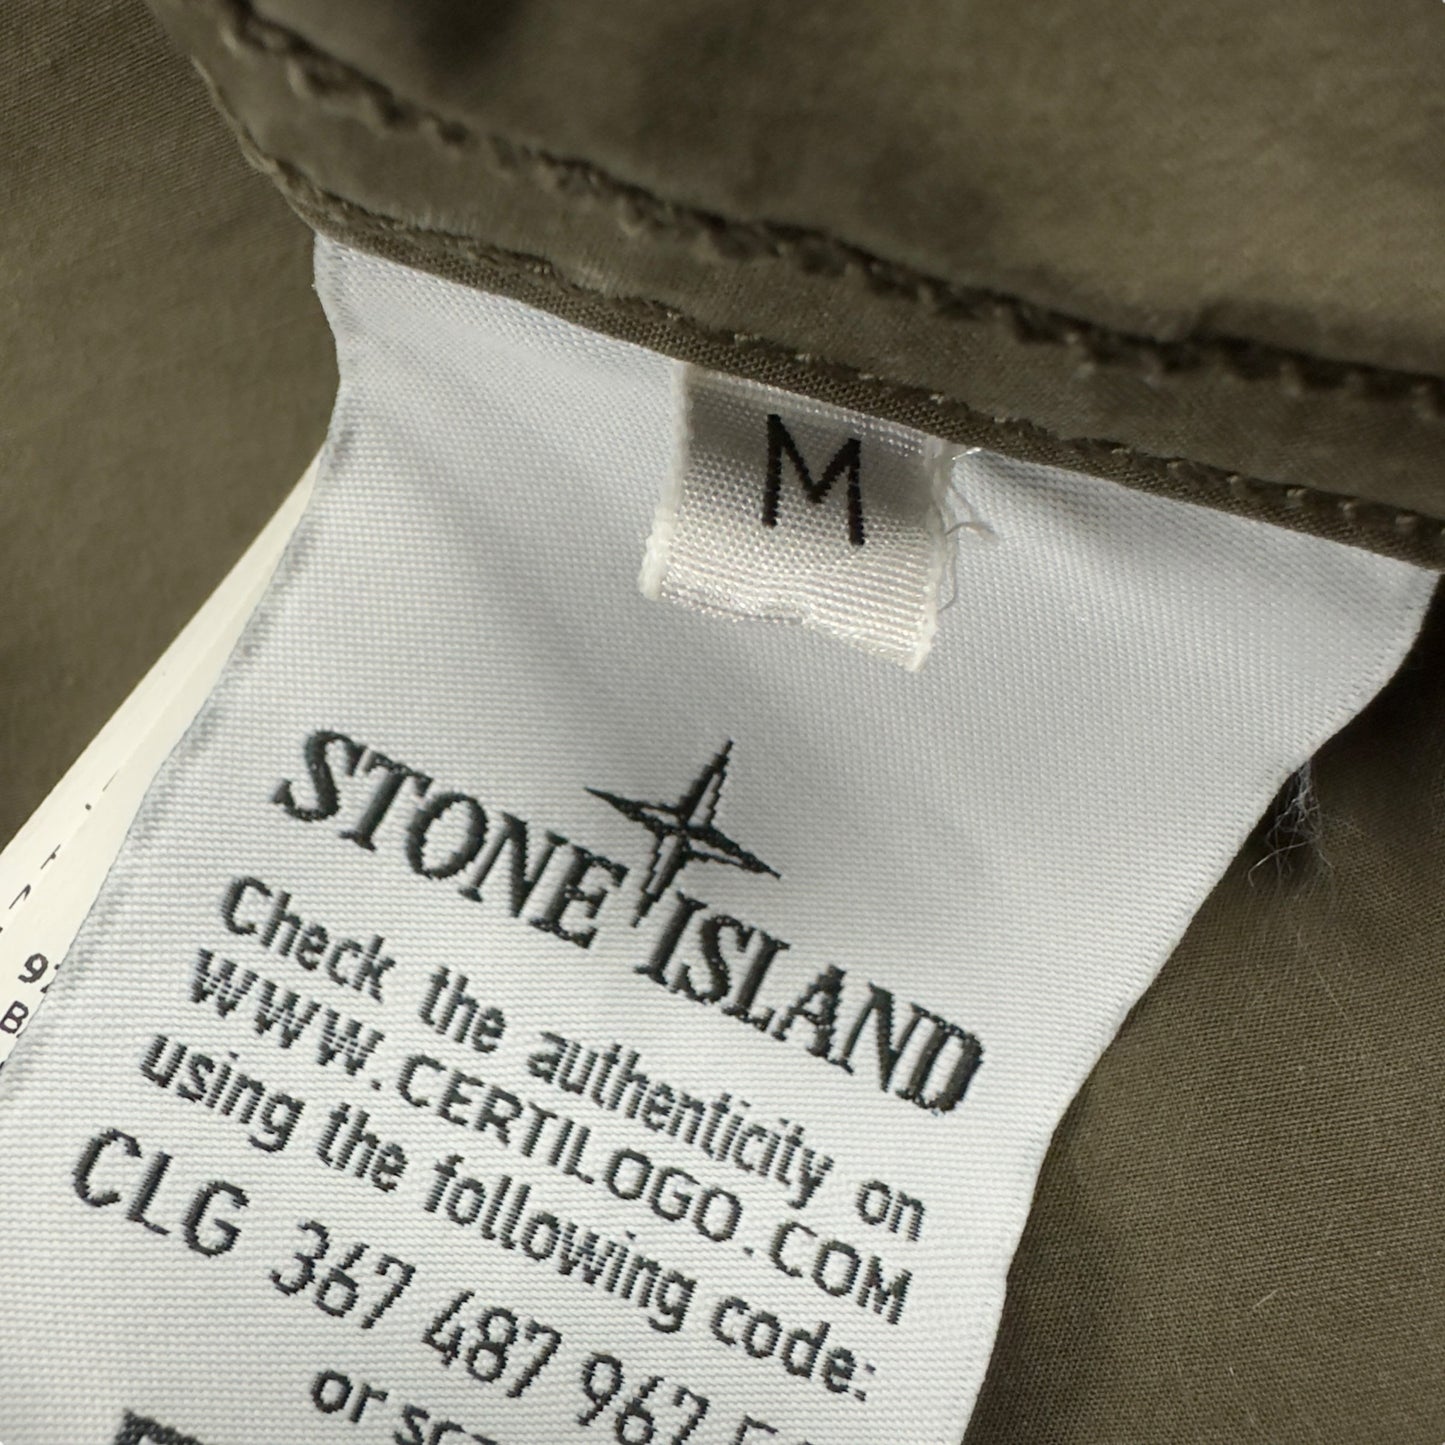 M
STONE ISLAND
Check the authenticity on
WWW.CERTILOGO.COM
using the following code:
CLG 367 487 967
or